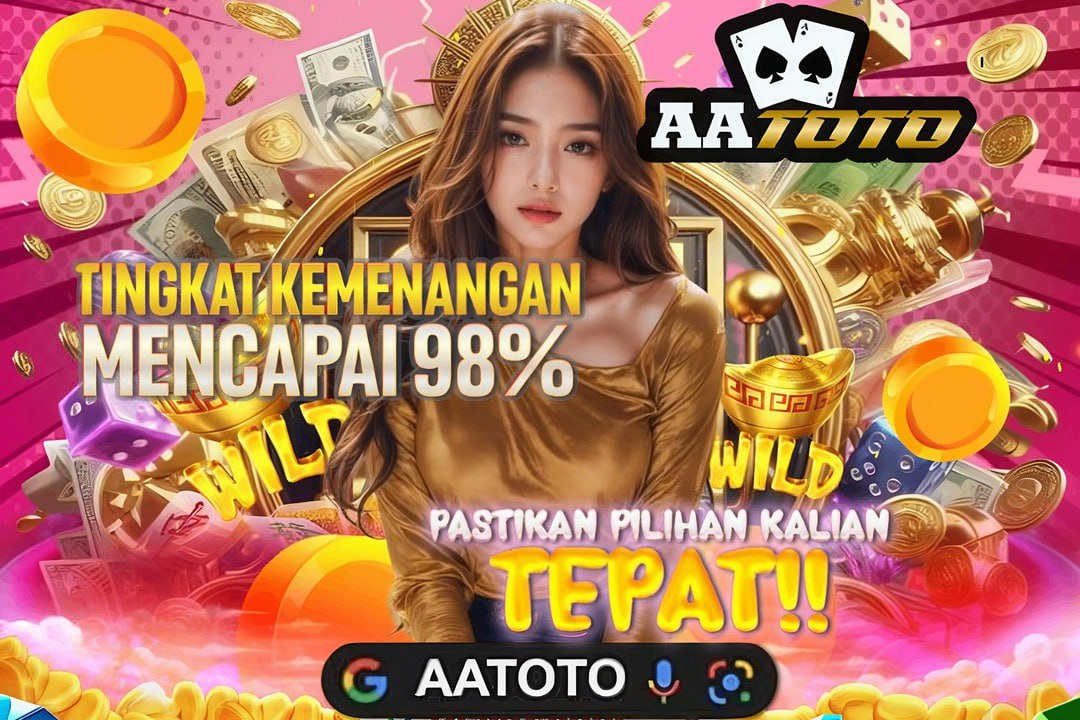 AATOTO
TINGKAT KEMENANGAN
MENCAPAI 98%
WILD
WILD
PASTIKAN PILIHAN KALIAN
TEPAT!!
G AATOTO